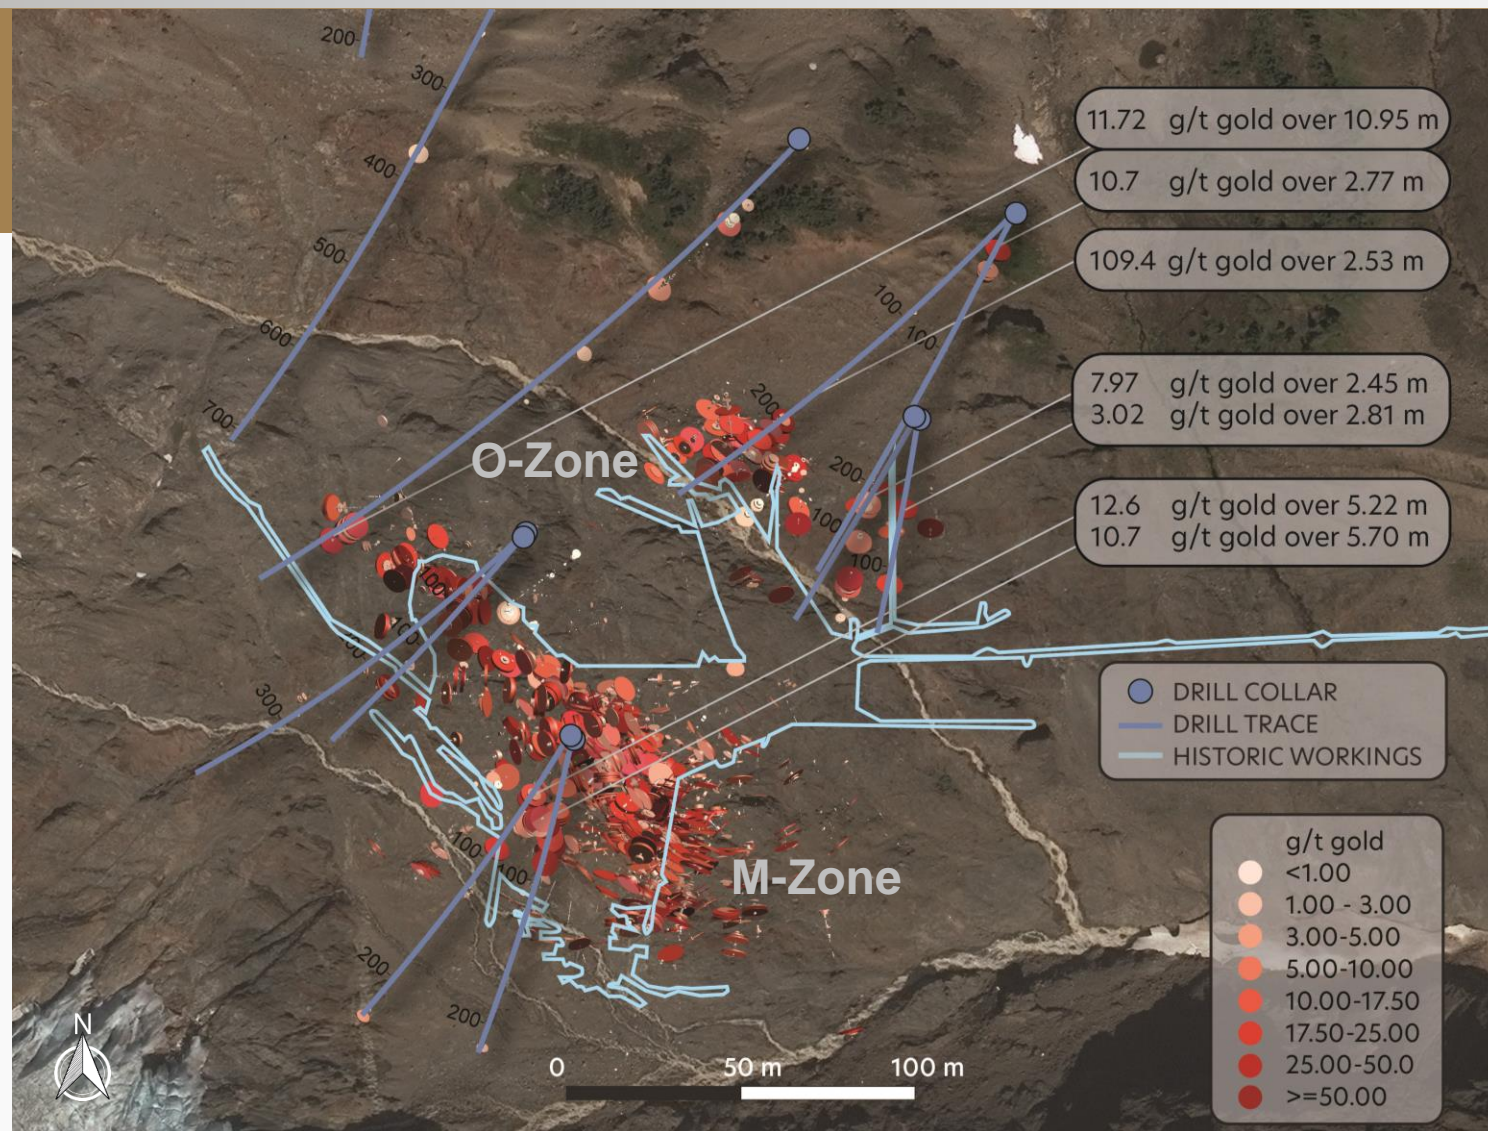 200
300
400
500
600
700
11.72 g/t gold over 10.95 m
10.7 g/t gold over 2.77 m
109.4 g/t gold over 2.53 m
7.97 g/t gold over 2.45 m
3.02 g/t gold over 2.81 m
12.6 g/t gold over 5.22 m
10.7 g/t gold over 5.70 m
100
100
200
O-Zone
200
100
100
100
100
300
M-Zone
100
100
200
200
DRILL COLLAR
DRILL TRACE
HISTORIC WORKINGS
g/t gold
<1.00
1.00 - 3.00
3.00-5.00
5.00-10.00
10.00-17.50
17.50-25.00
25.00-50.0
>=50.00
N
0 50 m 100 m